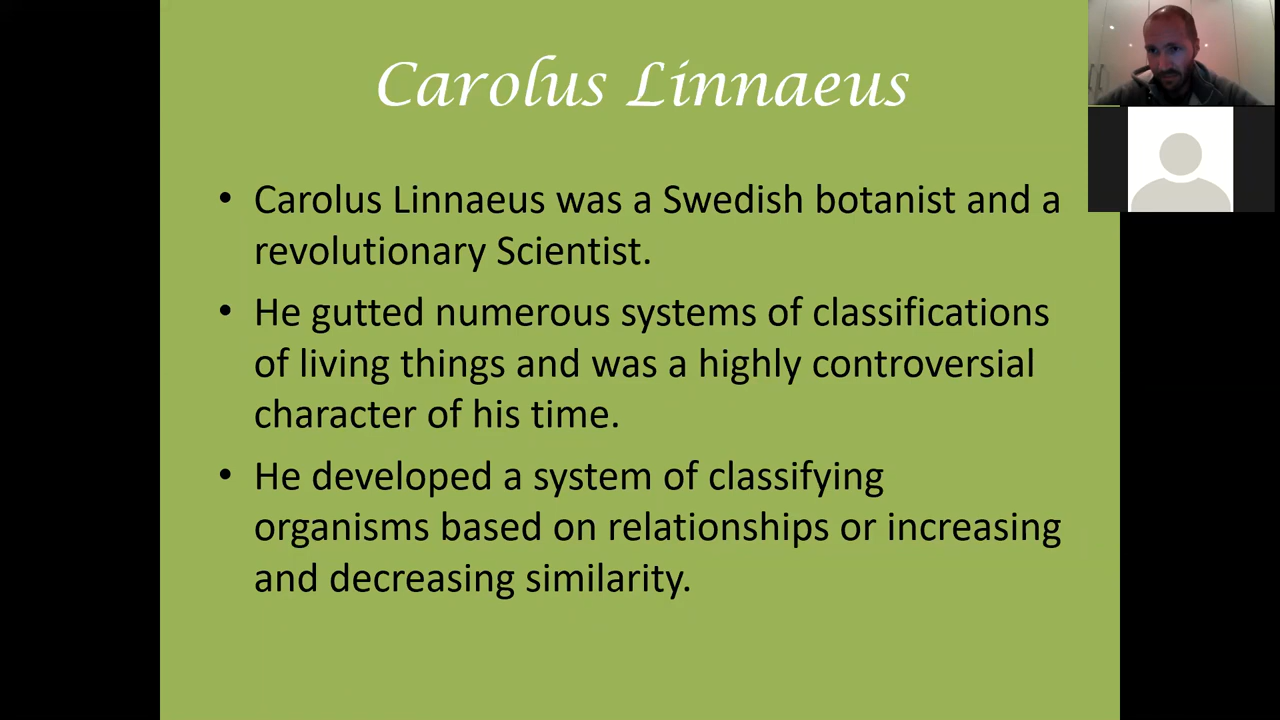 Carolus Linnaeus
• Carolus Linnaeus was a Swedish botanist and a
revolutionary Scientist.
• He gutted numerous systems of classifications
of living things and was a highly controversial
character of his time.
• He developed a system of classifying
organisms based on relationships or increasing
and decreasing similarity.